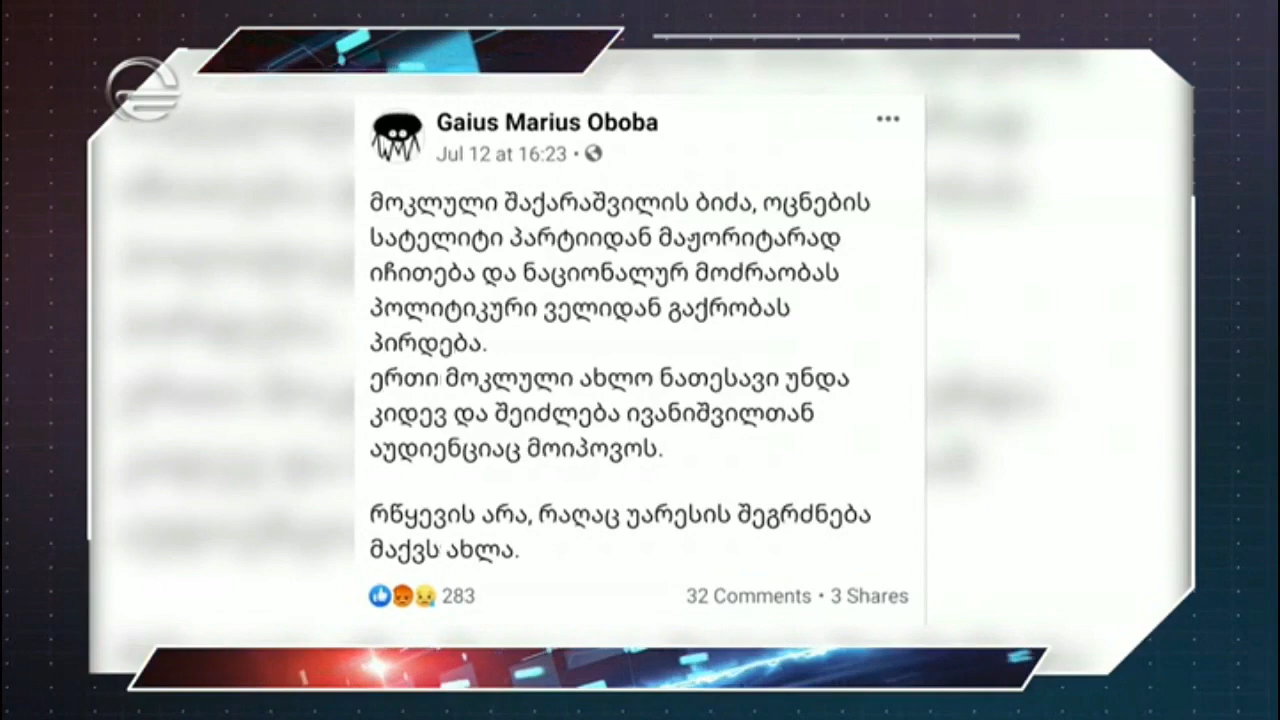 Gaius Marius Oboba
Jul 12 at 16:23 •
მოკლული შაქარაშვილის ბიძა, ოცნების
სატელიტი პარტიიდან მაჟორიტარად
იჩითება და ნაციონალურ მოძრაობას
პოლიტიკური ველიდან გაქრობას
პირდება.
ერთი მოკლული ახლო ნათესავი უნდა
კიდევ და შეიძლება ივანიშვილთან
აუდიენციაც მოიპოვოს.
რწყევის არა, რაღაც უარესის შეგრძნება
მაქვს ახლა.
283
32 Comments • 3 Shares